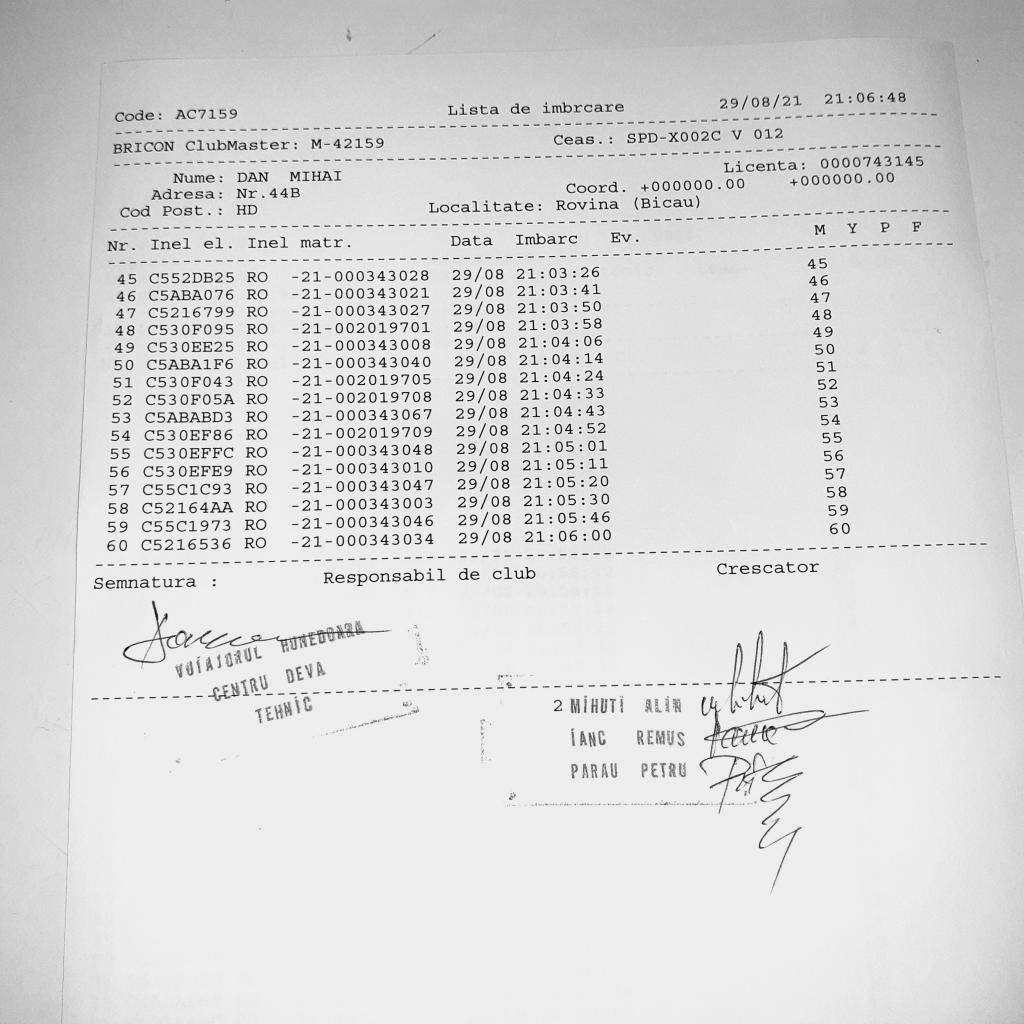 Code: AC7159 Lista de imbrcare 29/08/21 21:06:48
BRICON ClubMaster: M-42159 Ceas.: SPD-X002C V 012
Licenta: 0000743145
Nume: DAN MIHAI
Adresa: Nr.44B Coord. +000000.00 +000000.00
Cod Post.: HD Localitate: Rovina (Bicau)
Nr. Inel el. Inel matr. Data Imbarc Ev. M Y P F
45 C552DB25 RO -21-000343028 29/08 21:03:26 45
46 C5ABA076 RO -21-000343021 29/08 21:03:41 46
47 C5216799 RO -21-000343027 29/08 21:03:50 47
48 C530F095 RO -21-002019701 29/08 21:03:58 48
49 C530EE25 RO -21-000343008 29/08 21:04:06 49
50 C5ABA1F6 RO -21-000343040 29/08 21:04:14 50
51 C530F043 RO -21-002019705 29/08 21:04:24 51
52 C530F05A RO -21-002019708 29/08 21:04:33 52
53 C5ABABD3 RO -21-000343067 29/08 21:04:43 53
54 C530EF86 RO -21-002019709 29/08 21:04:52 54
55 C530EFFC RO -21-000343048 29/08 21:05:01 55
56 C530EFE9 RO -21-000343010 29/08 21:05:11 56
57 C55C1C93 RO -21-000343047 29/08 21:05:20 57
58 C52164AA RO -21-000343003 29/08 21:05:30 58
59 C55C1973 RO -21-000343046 29/08 21:05:46 59
60 C5216536 RO -21-000343034 29/08 21:06:00 60
Semnatura : Responsabil de club Crescator
VOIAJORUL HUNEDOARA
CENTRU DEVA
TEHNIC
2 MIHUTI ALIN
IANC REMUS
PARAU PETRU